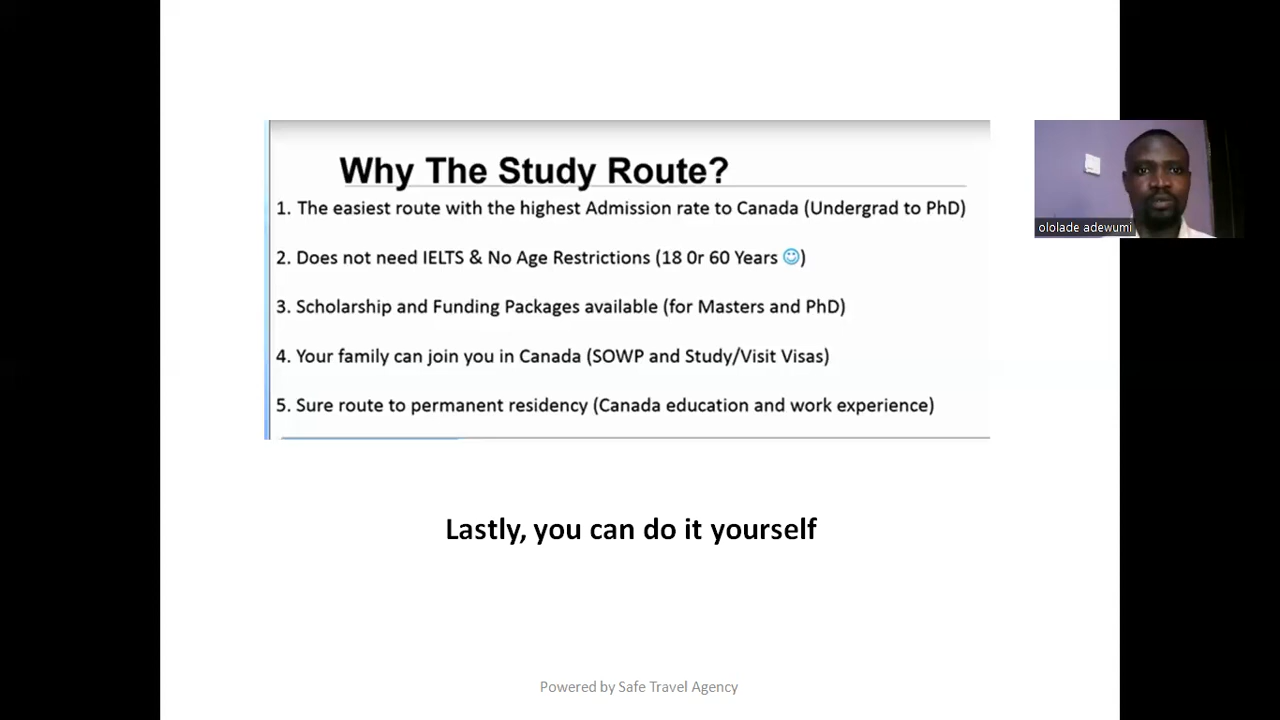 Why The Study Route?
1. The easiest route with the highest Admission rate to Canada (Undergrad to PhD)
2. Does not need IELTS & No Age Restrictions (18 0r 60 Years ☺)
3. Scholarship and Funding Packages available (for Masters and PhD)
4. Your family can join you in Canada (SOWP and Study/Visit Visas)
5. Sure route to permanent residency (Canada education and work experience)
ololade adewumi
Lastly, you can do it yourself
Powered by Safe Travel Agency